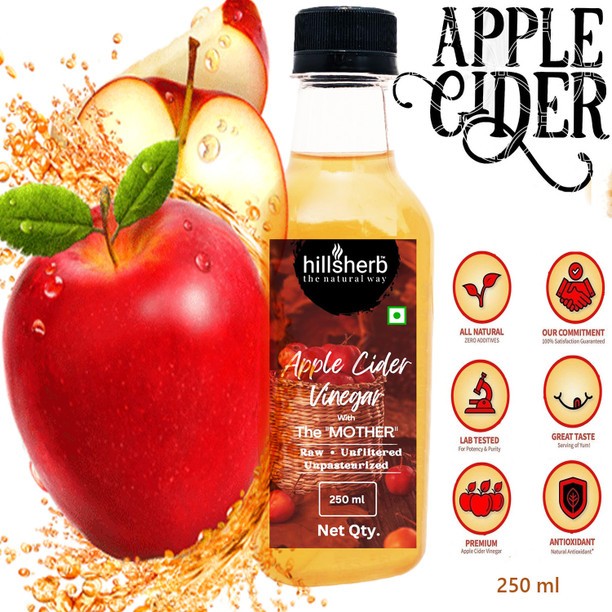 APPLE
CIDER
hillsherb
the natural way
Apple Cider
Vinegar
With
The "MOTHER"
Raw • Unfiltered
Unpasteurized
250 ml
Net Qty.
ALL NATURAL
ZERO ADDITIVES
OUR COMMITMENT
100% Satisfaction Guaranteed
LAB TESTED
For Potency & Purity
GREAT TASTE
Serving of Yum!
PREMIUM
Apple Cider Vinegar
ANTIOXIDANT
Natural Antioxidant*
250 ml